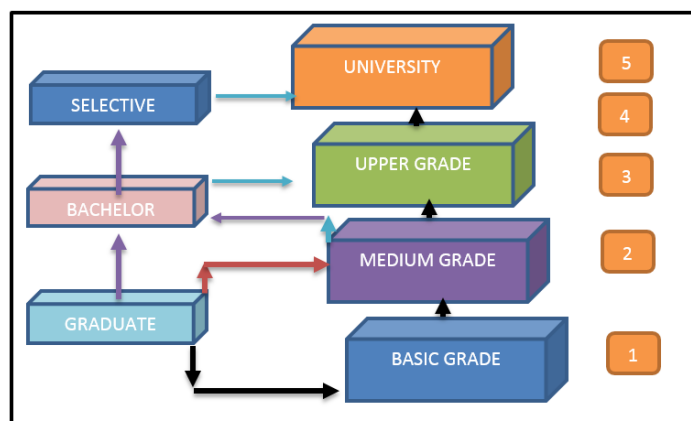 UNIVERSITY
5
SELECTIVE
4
UPPER GRADE
3
BACHELOR
MEDIUM GRADE
2
GRADUATE
BASIC GRADE
1